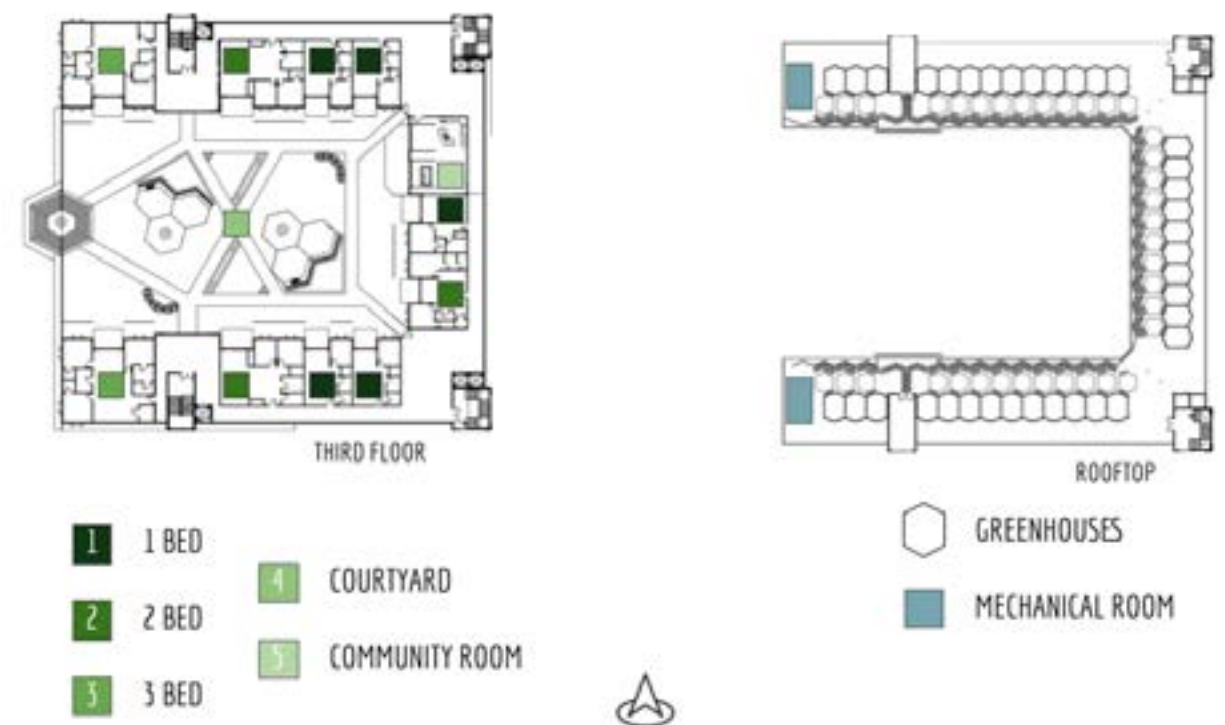 THIRD FLOOR
ROOFTOP
1 1 BED
2 2 BED
3 3 BED
4 COURTYARD
5 COMMUNITY ROOM
GREENHOUSES
MECHANICAL ROOM